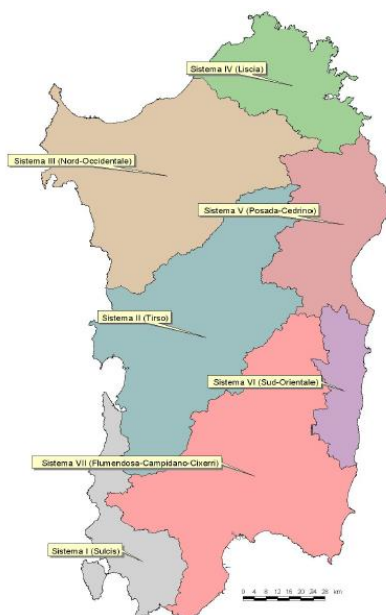 Sistema IV (Liscia)
Sistema III (Nord-Occidentale)
Sistema V (Posada-Cedrino)
Sistema II (Tirso)
Sistema VI (Sud-Orientale)
Sistema VII (Flumendosa-Campidano-Cixerri)
Sistema I (Sulcis)
0 4 8 12 16 20 24 28 km